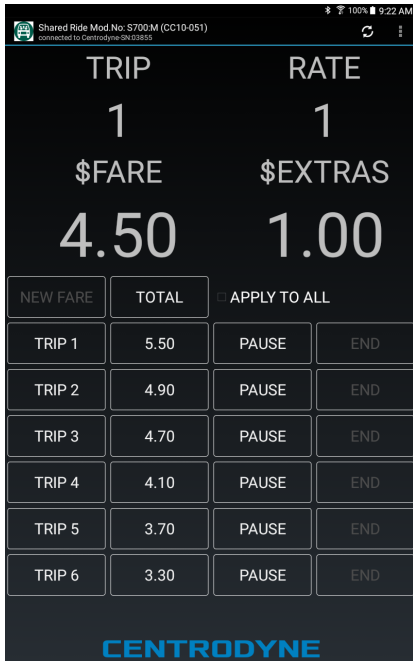 100% 9:22 AM
Shared Ride Mod.No: S700:M (CC10-051)
connected to Centrodyne-SN:03855
TRIP RATE
1 1
$FARE $EXTRAS
4.50 1.00
NEW FARE TOTAL APPLY TO ALL
TRIP 1 5.50 PAUSE END
TRIP 2 4.90 PAUSE END
TRIP 3 4.70 PAUSE END
TRIP 4 4.10 PAUSE END
TRIP 5 3.70 PAUSE END
TRIP 6 3.30 PAUSE END
CENTRODYNE